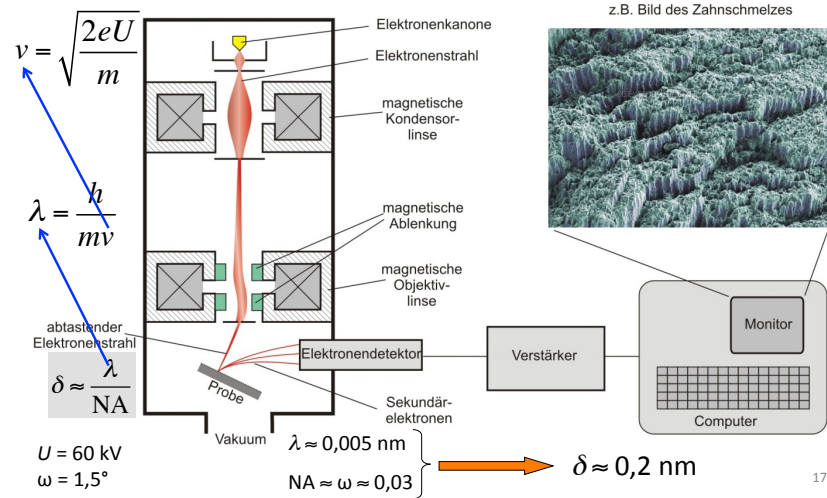 z.B. Bild des Zahnschmelzes
v = √(2eU/m)
Elektronenkanone
Elektronenstrahl
magnetische
Kondensor-
linse
λ = h/mv
magnetische
Ablenkung
magnetische
Objektiv-
linse
abtastender
Elektronenstrahl
Elektronendetektor
Verstärker
Monitor
Computer
δ ≈ λ/NA
Probe
Sekundär-
elektronen
Vakuum
U = 60 kV
ω = 1,5°
λ ≈ 0,005 nm
NA ≈ ω ≈ 0,03
δ ≈ 0,2 nm
17